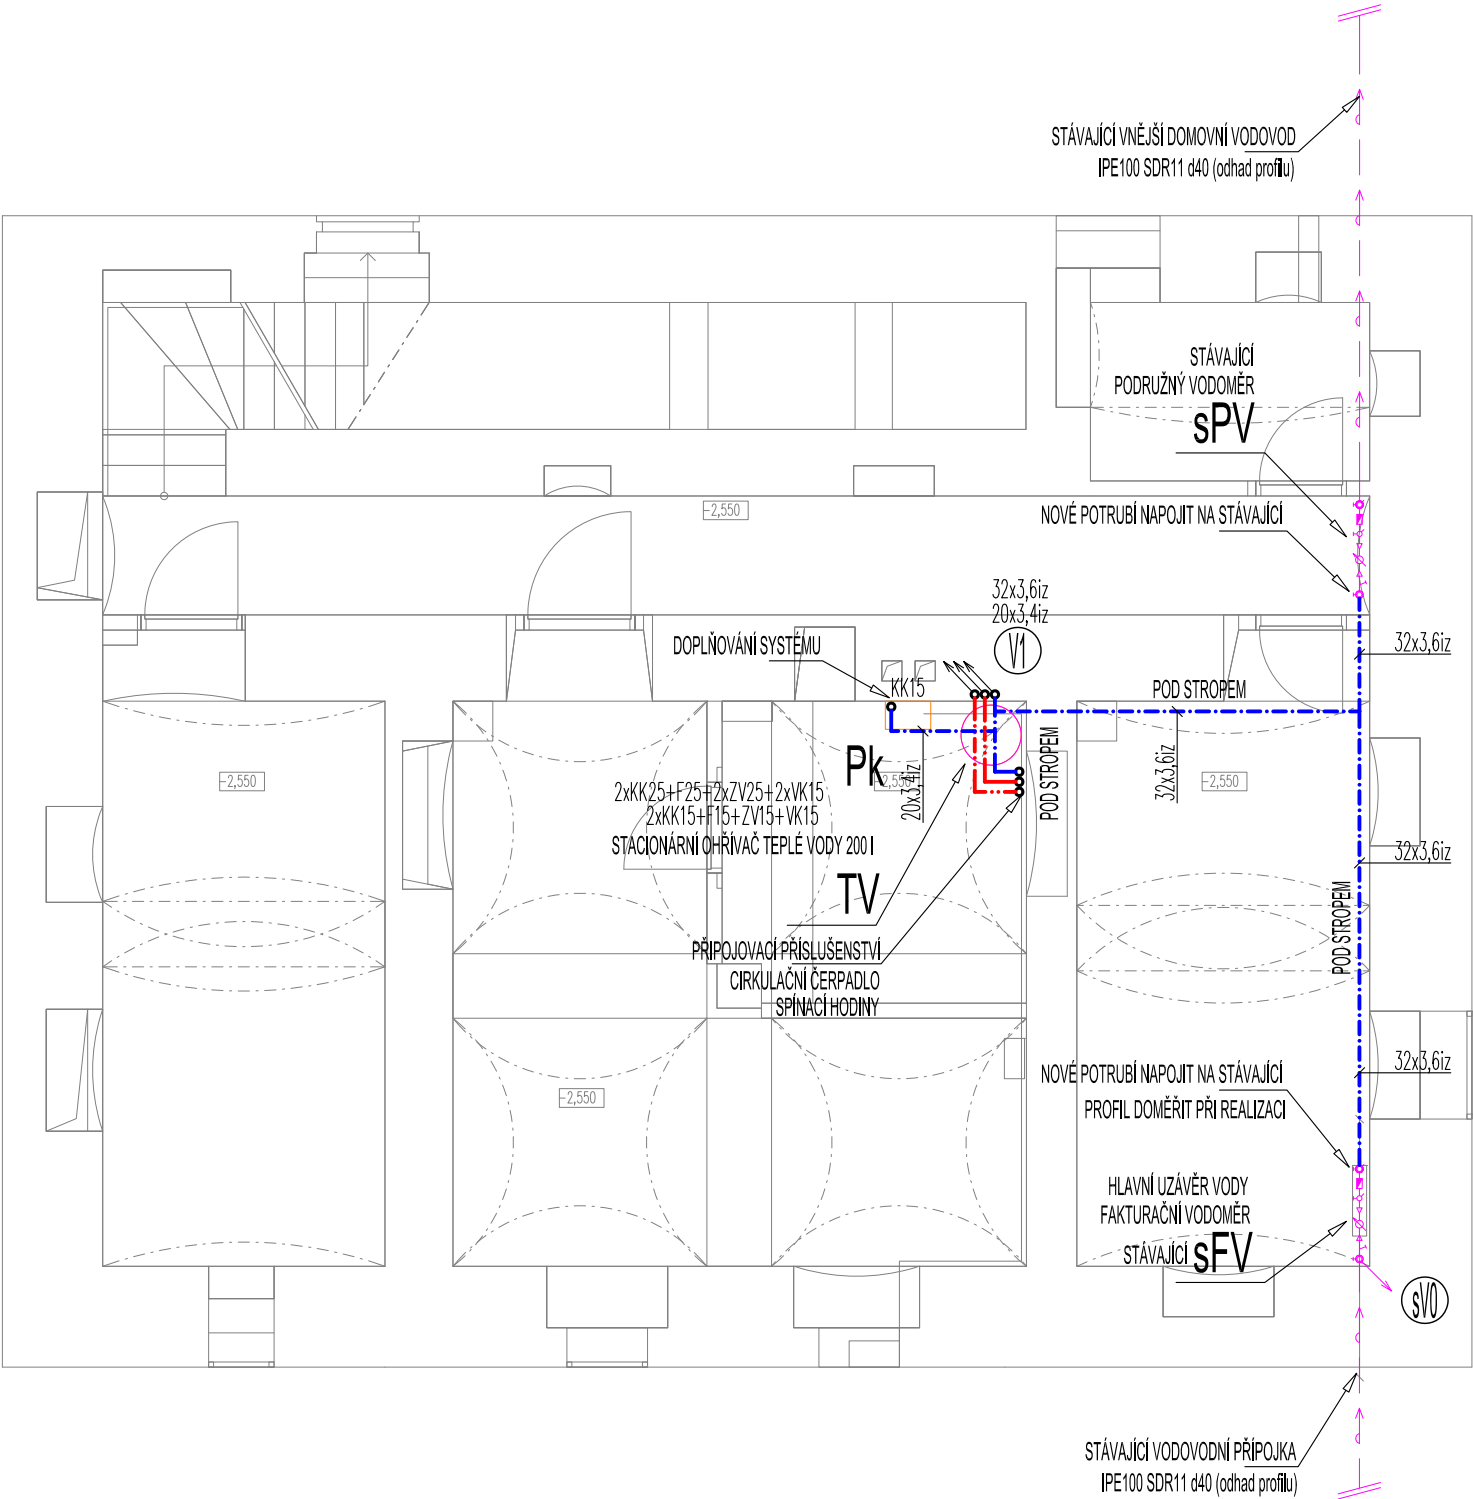 STÁVAJÍCÍ VNĚJŠÍ DOMOVNÍ VODOVOD
IPE100 SDR11 d40 (odhad profilu)
STÁVAJÍCÍ
PODRUŽNÝ VODOMĚR
sPV
-2,550
NOVÉ POTRUBÍ NAPOJIT NA STÁVAJÍCÍ
32x3,6iz
20x3,4iz
V1
DOPLŇOVÁNÍ SYSTÉMU
32x3,6iz
KK15
POD STROPEM
POD STROPEM
Pk
-2,550
-2,550
-2,550
20x3,4iz
32x3,6iz
2xKK25+F25+2xZV25+2xVK15
2xKK15+F15+ZV15+VK15
STACIONÁRNÍ OHŘÍVAČ TEPLÉ VODY 200 l
32x3,6iz
TV
POD STROPEM
PŘIPOJOVACÍ PŘÍSLUŠENSTVÍ
CIRKULAČNÍ ČERPADLO
SPÍNACÍ HODINY
32x3,6iz
NOVÉ POTRUBÍ NAPOJIT NA STÁVAJÍCÍ
PROFIL DOMĚŘIT PŘI REALIZACI
-2,550
HLAVNÍ UZÁVĚR VODY
FAKTURAČNÍ VODOMĚR
STÁVAJÍCÍ sFV
sV0
STÁVAJÍCÍ VODOVODNÍ PŘÍPOJKA
IPE100 SDR11 d40 (odhad profilu)